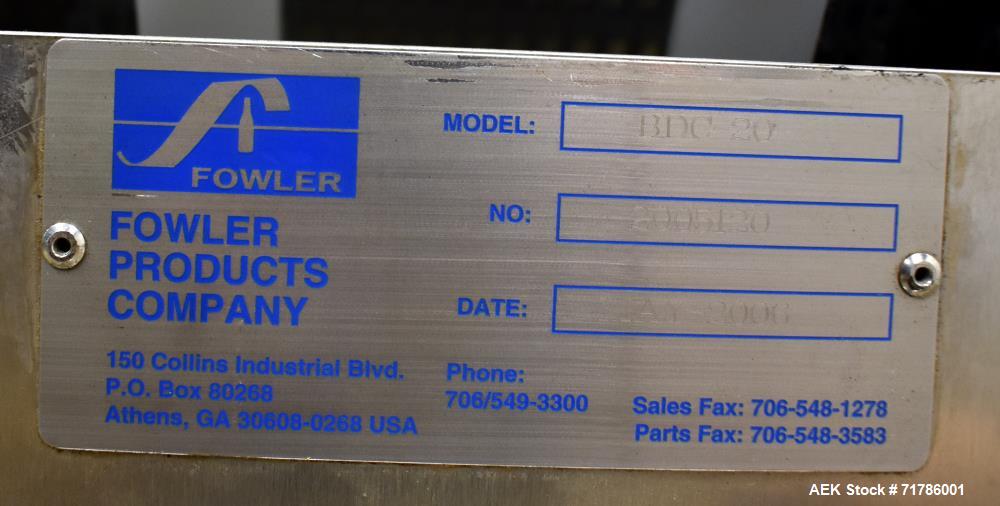 FOWLER
FOWLER
PRODUCTS
COMPANY
150 Collins Industrial Blvd.
P.O. Box 80268
Athens, GA 30608-0268 USA
MODEL: BDC-20
NO: 2005120
DATE:
Phone:
706/549-3300
Sales Fax: 706-548-1278
Parts Fax: 706-548-3583
AEK Stock # 71786001